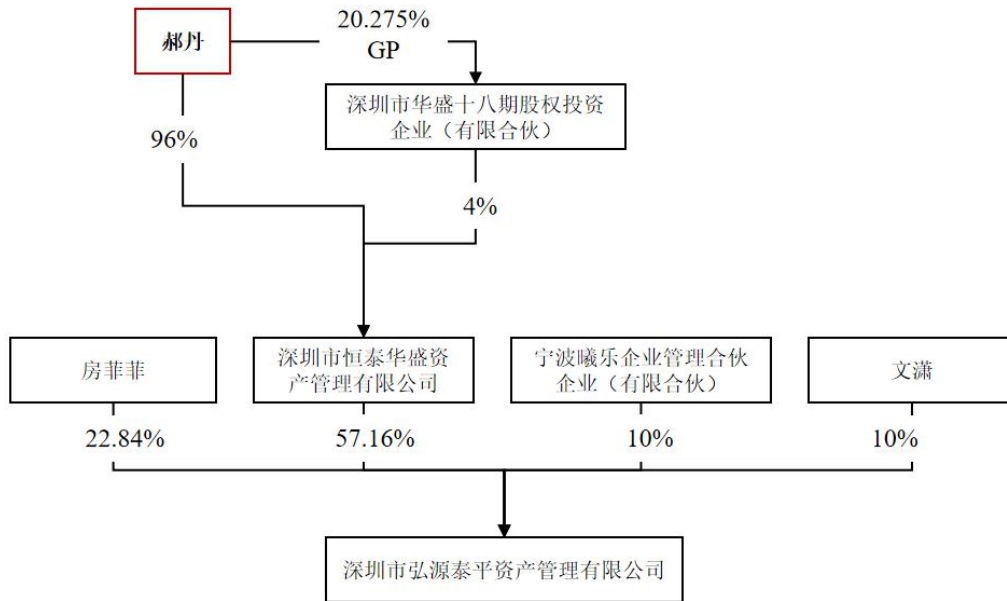 郝丹
20.275%
GP
深圳市华盛十八期股权投资
企业（有限合伙）
96%
4%
房菲菲
深圳市恒泰华盛资
产管理有限公司
宁波曦乐企业管理合伙
企业（有限合伙）
文潇
22.84%
57.16%
10%
10%
深圳市弘源泰平资产管理有限公司